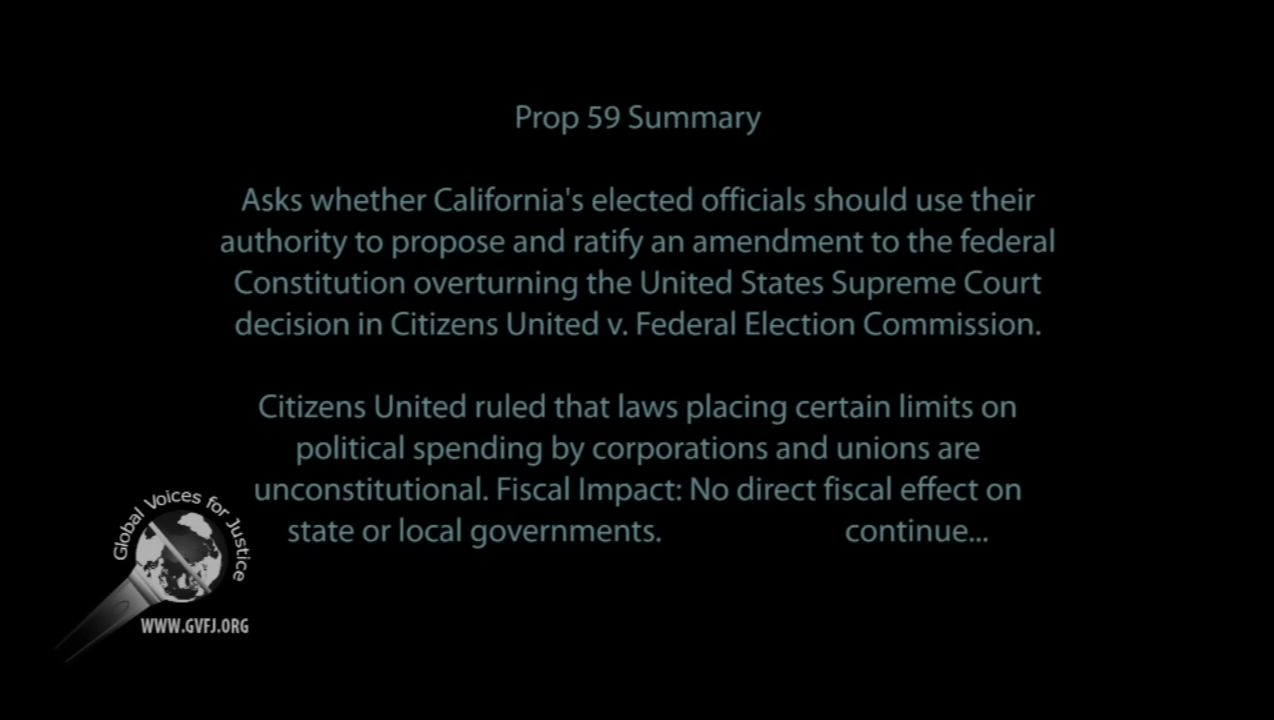 Prop 59 Summary
Asks whether California's elected officials should use their
authority to propose and ratify an amendment to the federal
Constitution overturning the United States Supreme Court
decision in Citizens United v. Federal Election Commission.
Citizens United ruled that laws placing certain limits on
political spending by corporations and unions are
unconstitutional. Fiscal Impact: No direct fiscal effect on
state or local governments. continue...
Global Voices for Justice
WWW.GVFJ.ORG